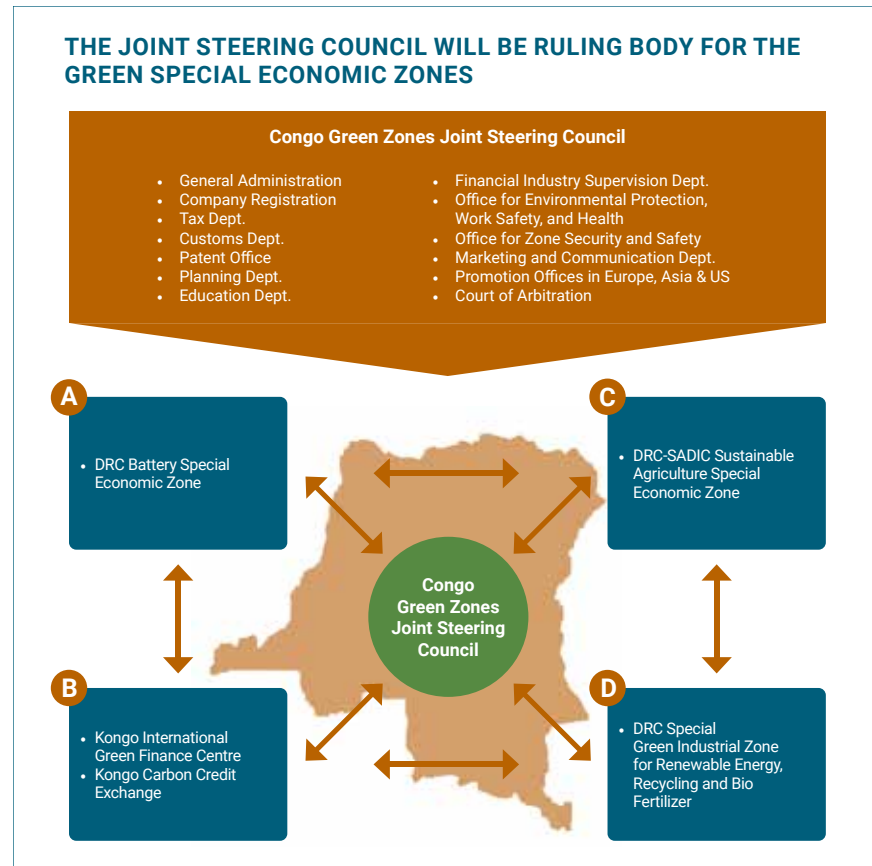 THE JOINT STEERING COUNCIL WILL BE RULING BODY FOR THE
GREEN SPECIAL ECONOMIC ZONES
Congo Green Zones Joint Steering Council
• General Administration
• Company Registration
• Tax Dept.
• Customs Dept.
• Patent Office
• Planning Dept.
• Education Dept.
• Financial Industry Supervision Dept.
• Office for Environmental Protection,
Work Safety, and Health
• Office for Zone Security and Safety
• Marketing and Communication Dept.
• Promotion Offices in Europe, Asia & US
• Court of Arbitration
A
• DRC Battery Special
Economic Zone
C
• DRC-SADIC Sustainable
Agriculture Special
Economic Zone
Congo
Green Zones
Joint Steering
Council
B
• Kongo International
Green Finance Centre
• Kongo Carbon Credit
Exchange
D
• DRC Special
Green Industrial Zone
for Renewable Energy,
Recycling and Bio
Fertilizer